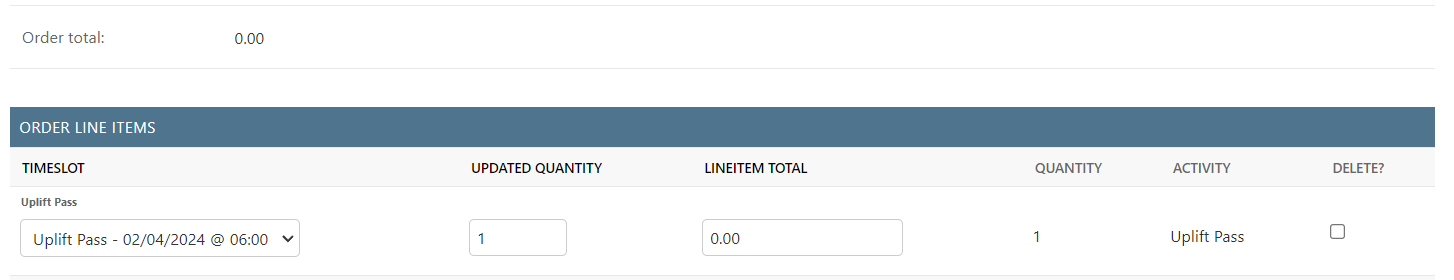 Order total: 0.00
ORDER LINE ITEMS
TIMESLOT UPDATED QUANTITY LINEITEM TOTAL QUANTITY ACTIVITY DELETE?
Uplift Pass
Uplift Pass - 02/04/2024 @ 06:00 1 0.00 1 Uplift Pass